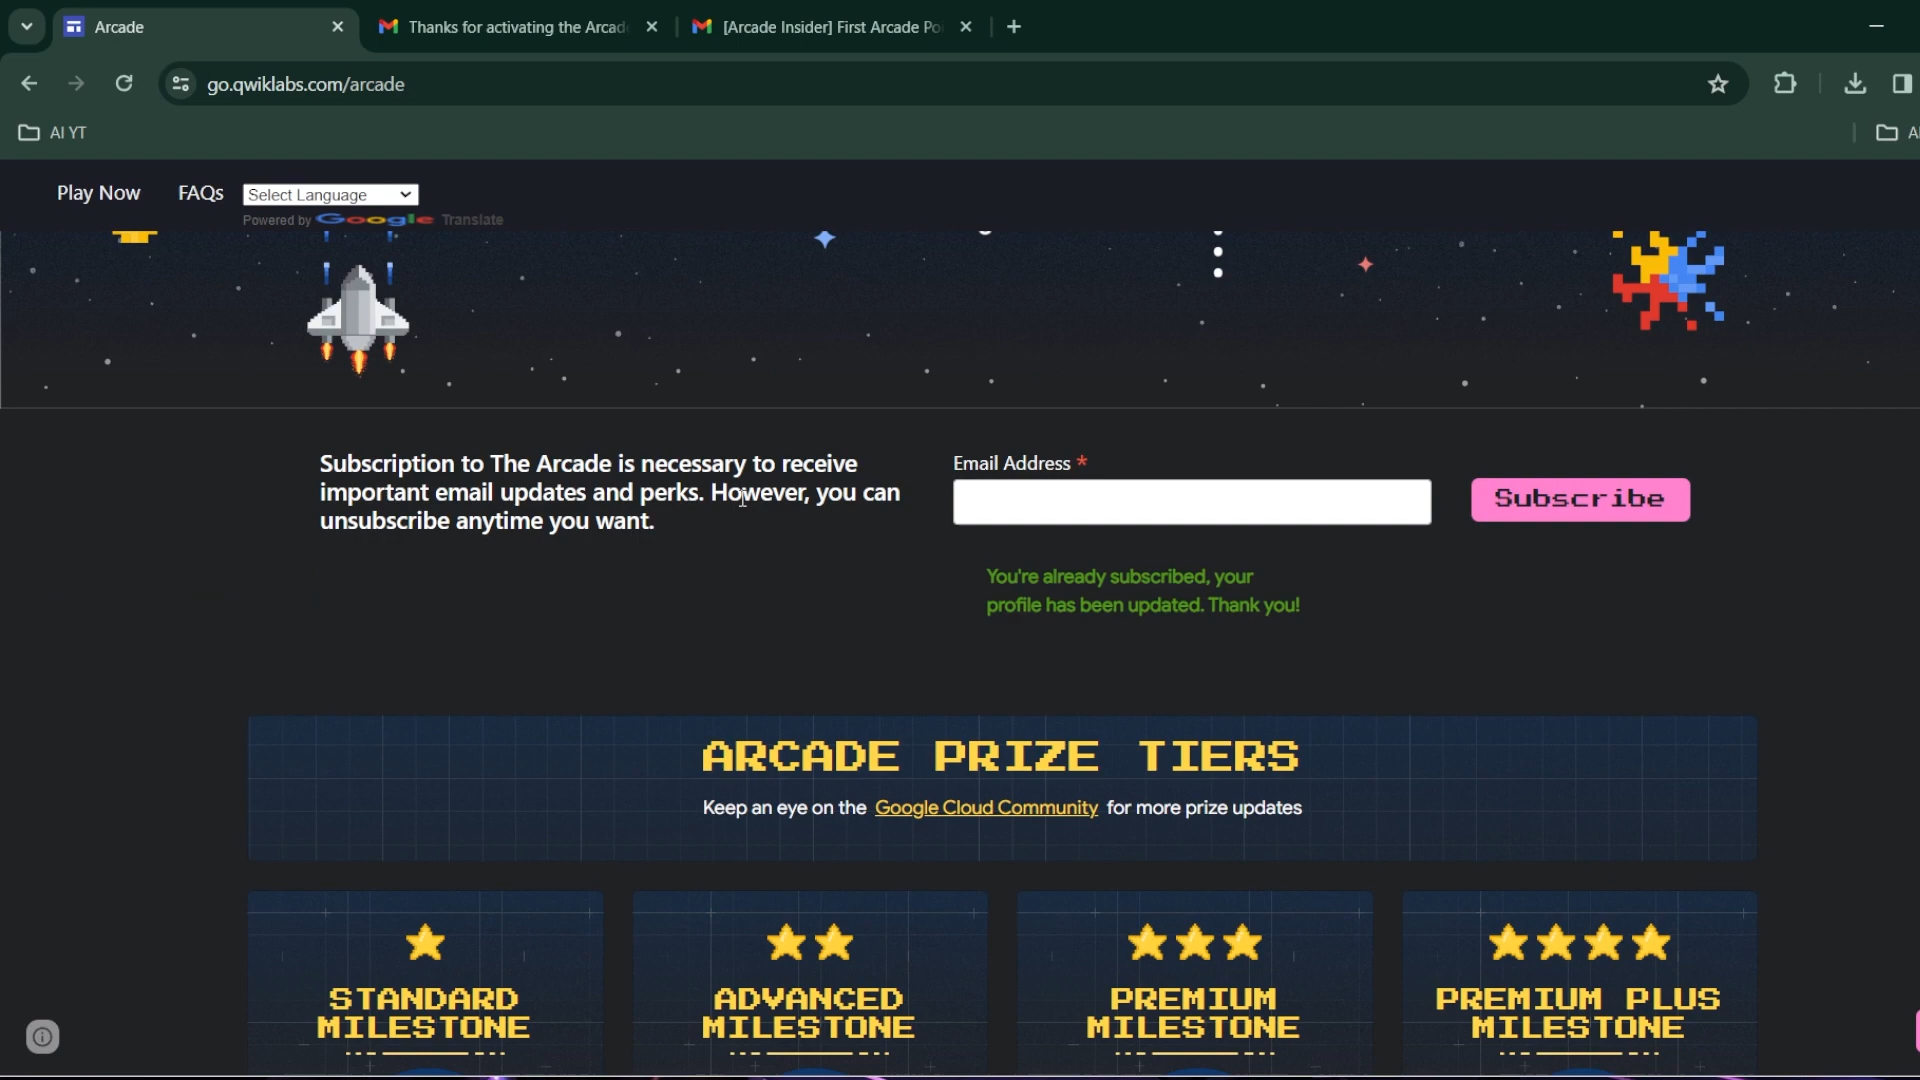 Arcade
Thanks for activating the Arcad
[Arcade Insider] First Arcade Po
go.qwiklabs.com/arcade
AI YT
Play Now
FAQs
Select Language
Powered by Google Translate
Subscription to The Arcade is necessary to receive
important email updates and perks. However, you can
unsubscribe anytime you want.
Email Address *
Subscribe
You're already subscribed, your
profile has been updated. Thank you!
ARCADE PRIZE TIERS
Keep an eye on the Google Cloud Community for more prize updates
STANDARD
MILESTONE
ADVANCED
MILESTONE
PREMIUM
MILESTONE
PREMIUM PLUS
MILESTONE